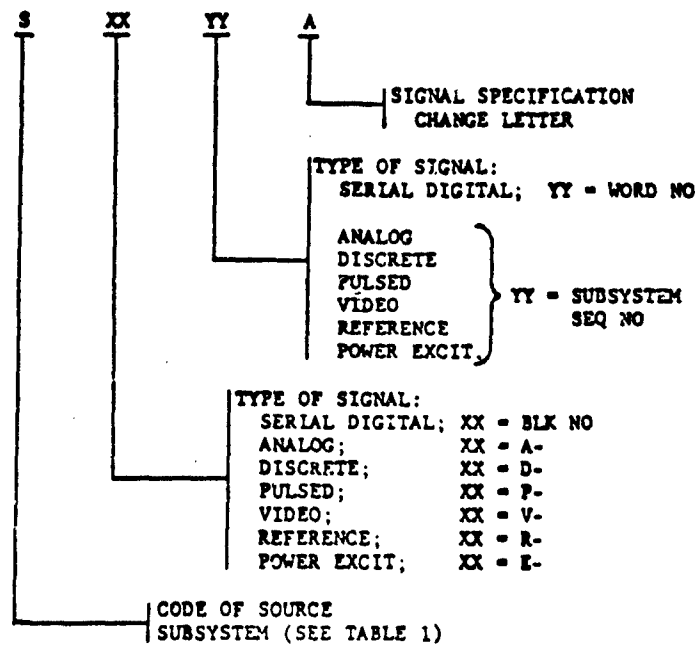 S XX YY A
SIGNAL SPECIFICATION
CHANGE LETTER
TYPE OF SIGNAL:
SERIAL DIGITAL; YY = WORD NO
ANALOG
DISCRETE
PULSED
VIDEO
REFERENCE
POWER EXCIT.
YY = SUBSYSTEM
SEQ NO
TYPE OF SIGNAL:
SERIAL DIGITAL; XX = BLK NO
ANALOG; XX = A-
DISCRETE; XX = D-
PULSED; XX = P-
VIDEO; XX = V-
REFERENCE; XX = R-
POWER EXCIT; XX = E-
CODE OF SOURCE
SUBSYSTEM (SEE TABLE 1)